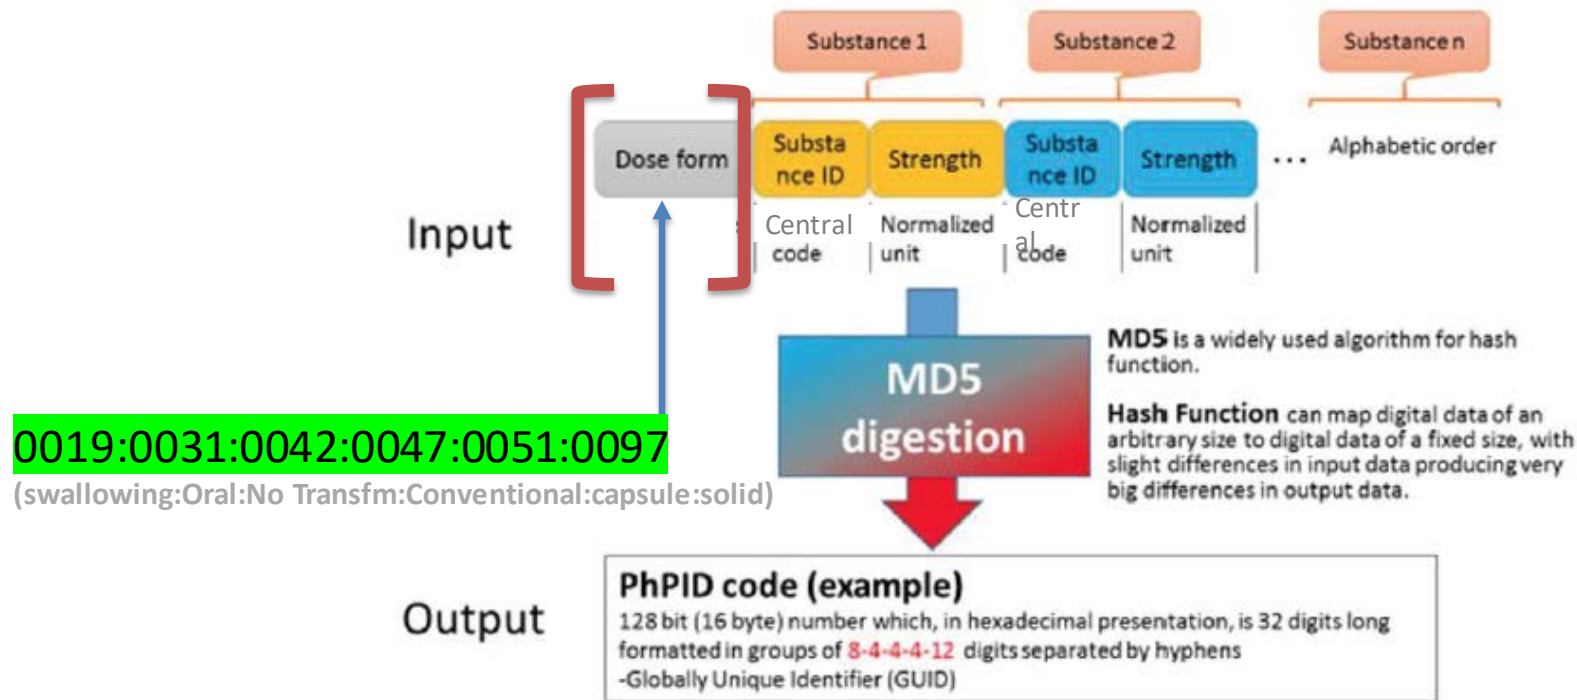 Substance 1
Substance 2
Substance n
Dose form
Substa
nce ID
Strength
Substa
nce ID
Strength
...
Alphabetic order
Input
Central
code
Normalized
unit
Centr
al
code
Normalized
unit
MD5
digestion
MD5 is a widely used algorithm for hash
function.
Hash Function can map digital data of an
arbitrary size to digital data of a fixed size, with
slight differences in input data producing very
big differences in output data.
0019:0031:0042:0047:0051:0097
(swallowing:Oral:No Transfm:Conventional:capsule:solid)
Output
PhPID code (example)
128 bit (16 byte) number which, in hexadecimal presentation, is 32 digits long
formatted in groups of 8-4-4-4-12 digits separated by hyphens
-Globally Unique Identifier (GUID)